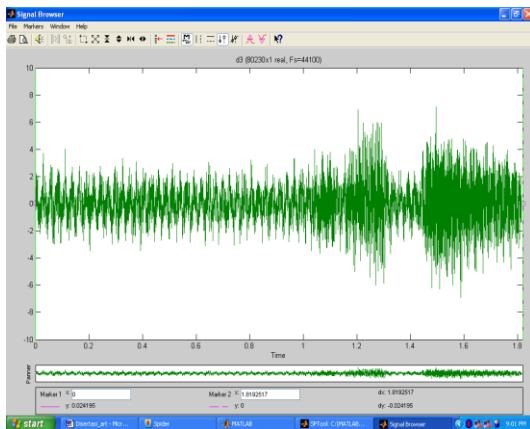 Signal Browser
File Markers Window Help
d3 (80230x1 real, Fs=44100)
10
8
6
4
2
0
-2
-4
-6
-8
-10
0 0.2 0.4 0.6 0.8 1 1.2 1.4 1.6 1.8
Time
Panner
Marker 1 x: 0 Marker 2 x: 1.8192517 dx: 1.8192517
y: 0.024195 y: 0 dy: -0.024195
start Disertasi_art - Micr... Spider MATLAB SPTool: C:\MATLAB... Signal Browser 9:01 PM